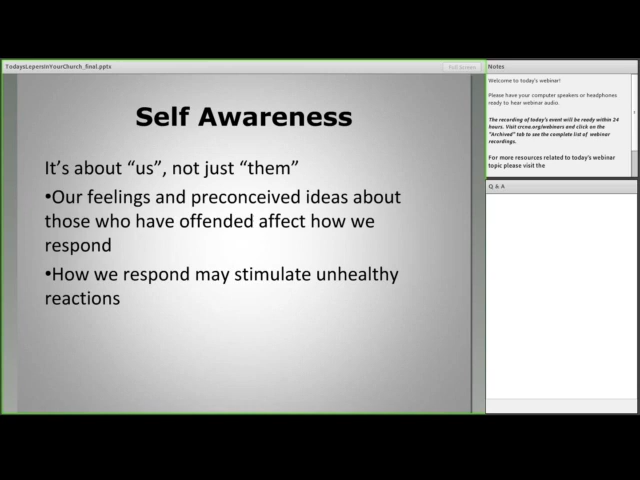 TodaysLepersInYourChurch_final.pptx
Full Screen
Self Awareness
It's about "us", not just "them"
•Our feelings and preconceived ideas about
those who have offended affect how we
respond
•How we respond may stimulate unhealthy
reactions
Notes
Welcome to today's webinar!
Please have your computer speakers or headphones
ready to hear webinar audio.
The recording of today's event will be ready within 24
hours. Visit crcna.org/webinars and click on the
"Archived" tab to see the complete list of webinar
recordings.
For more resources related to today's webinar
topic please visit the
Q & A